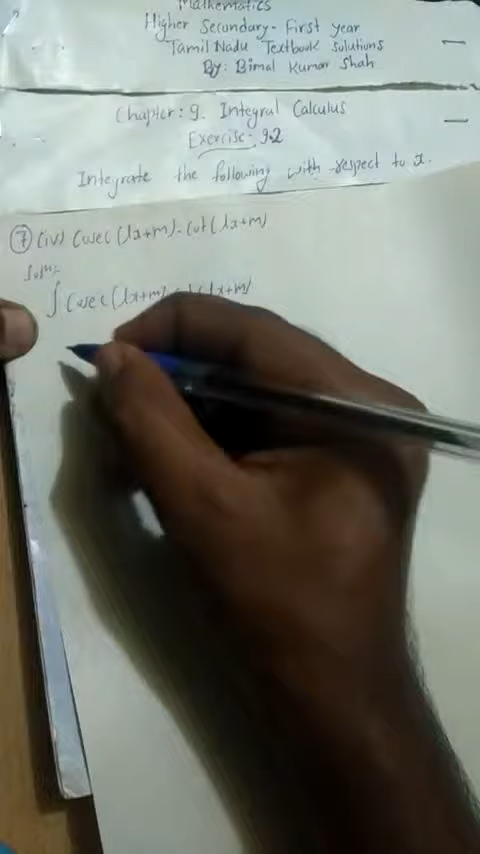 Mathematics
Higher Secondary - First year
Tamil Nadu Textbook solutions
By: Bimal Kumar Shah
Chapter: 9. Integral Calculus
Exercise - 9.2
Integrate the following with respect to x.
⑦ (iv) Cosec (lx+m) - cot (lx+m)
Soln:-
∫ Cosec (lx+m) (lx+m)